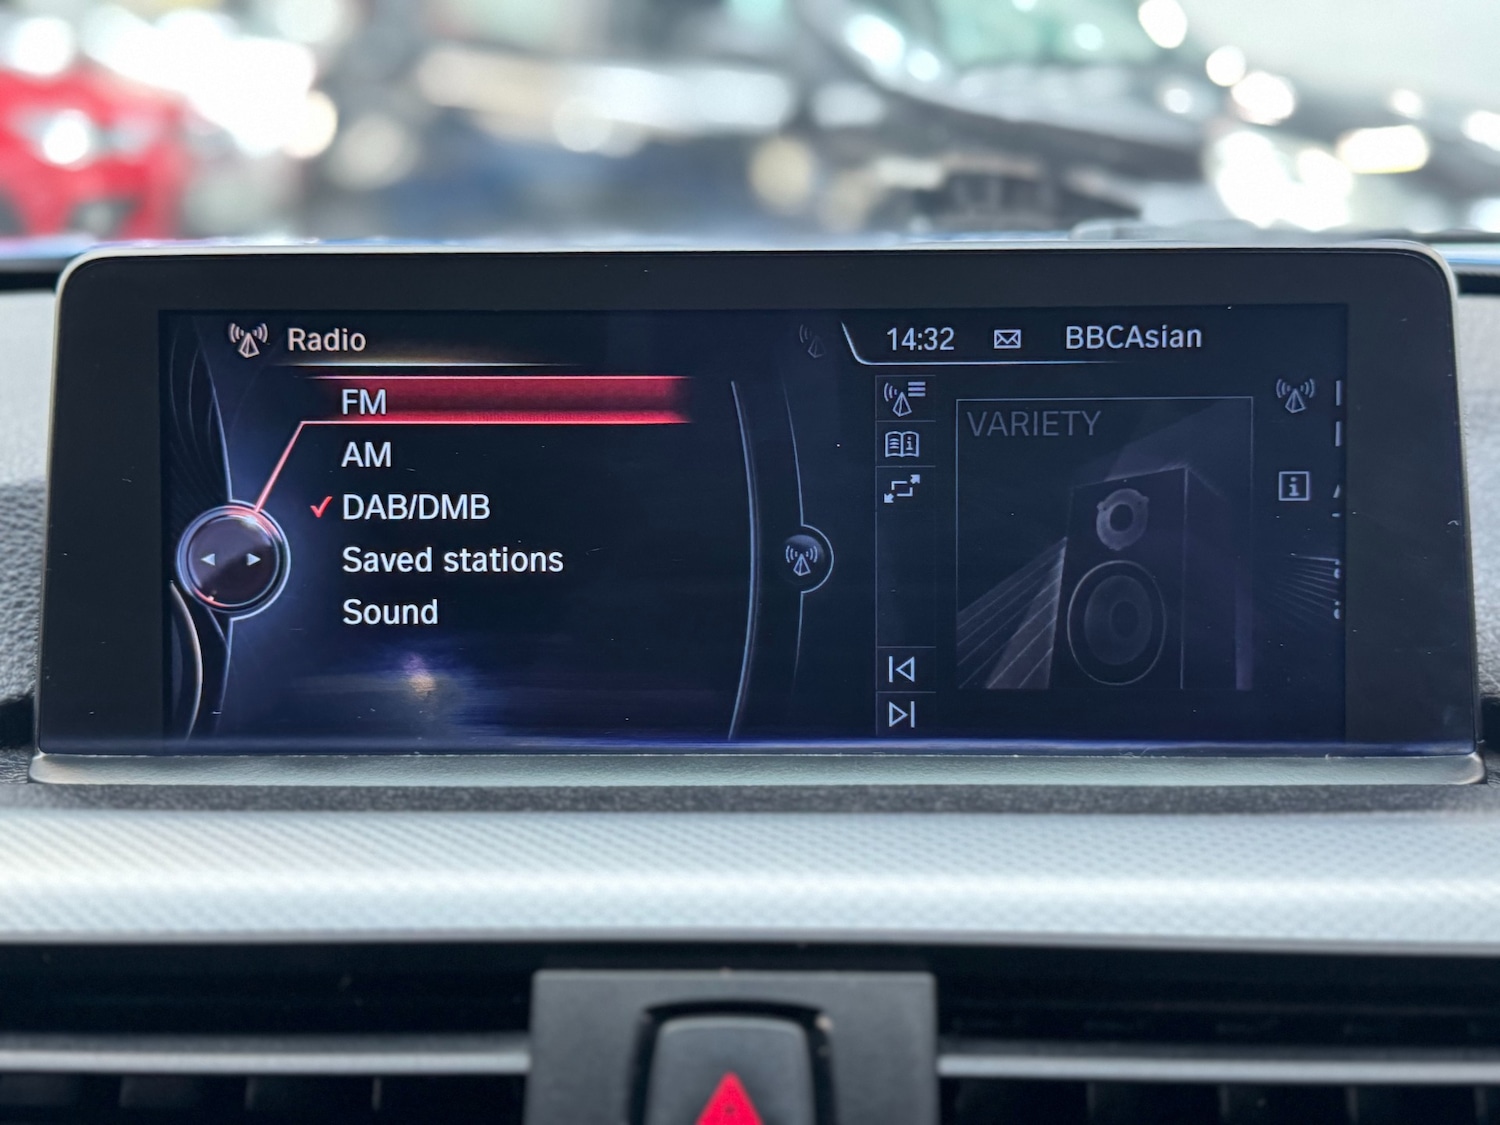 Radio
14:32 BBCAsian
FM
AM
DAB/DMB
Saved stations
Sound
VARIETY